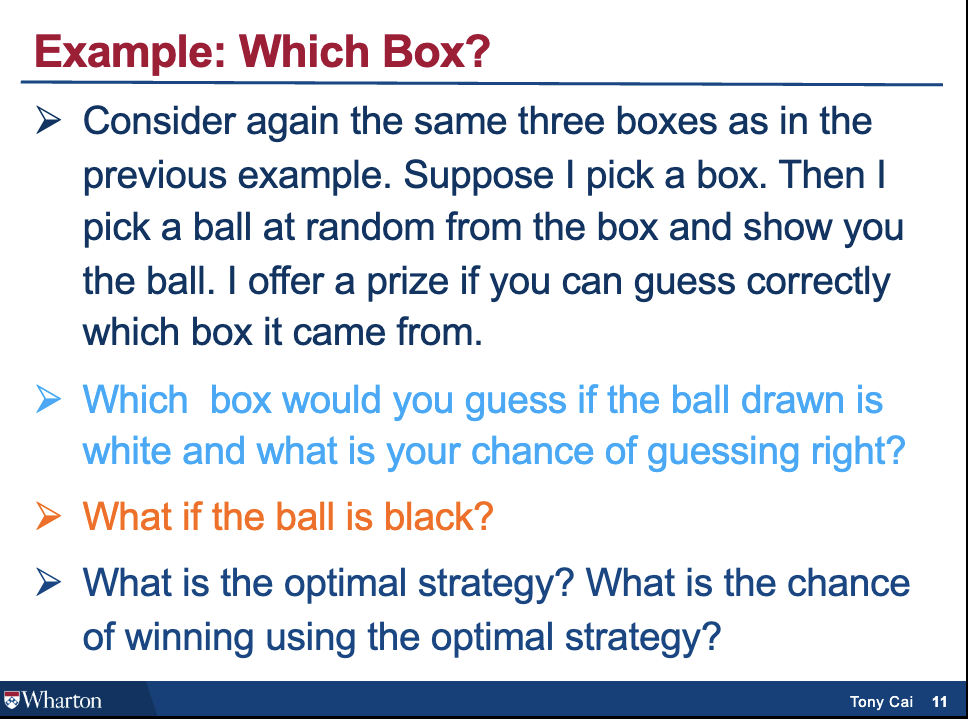 Example: Which Box?
➢ Consider again the same three boxes as in the
previous example. Suppose I pick a box. Then I
pick a ball at random from the box and show you
the ball. I offer a prize if you can guess correctly
which box it came from.
➢ Which  box would you guess if the ball drawn is
white and what is your chance of guessing right?
➢ What if the ball is black?
➢ What is the optimal strategy? What is the chance
of winning using the optimal strategy?
Wharton
Tony Cai 11